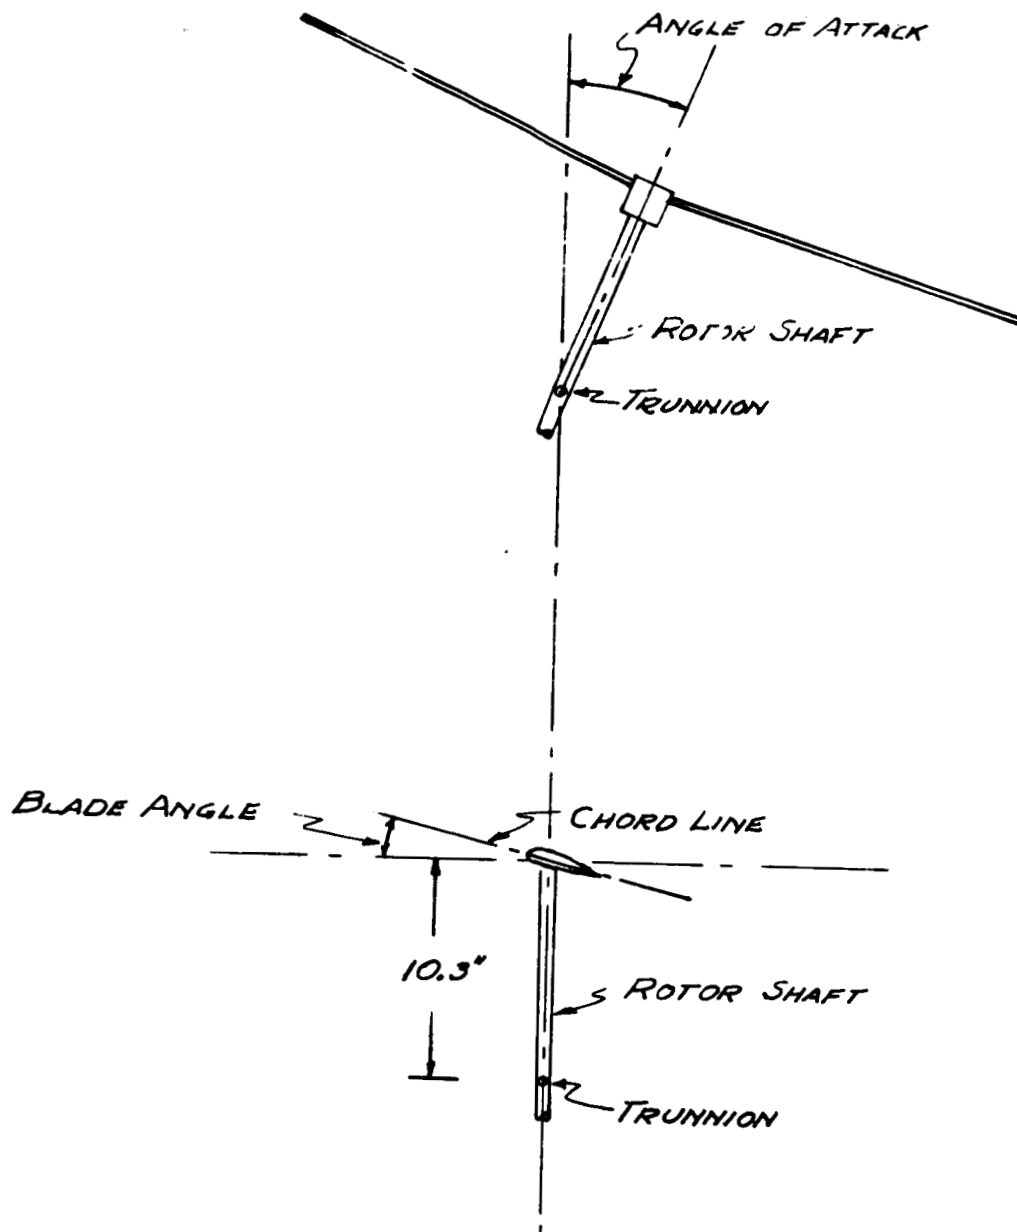 ANGLE OF ATTACK
ROTOR SHAFT
TRUNNION
BLADE ANGLE
CHORD LINE
10.3"
ROTOR SHAFT
TRUNNION